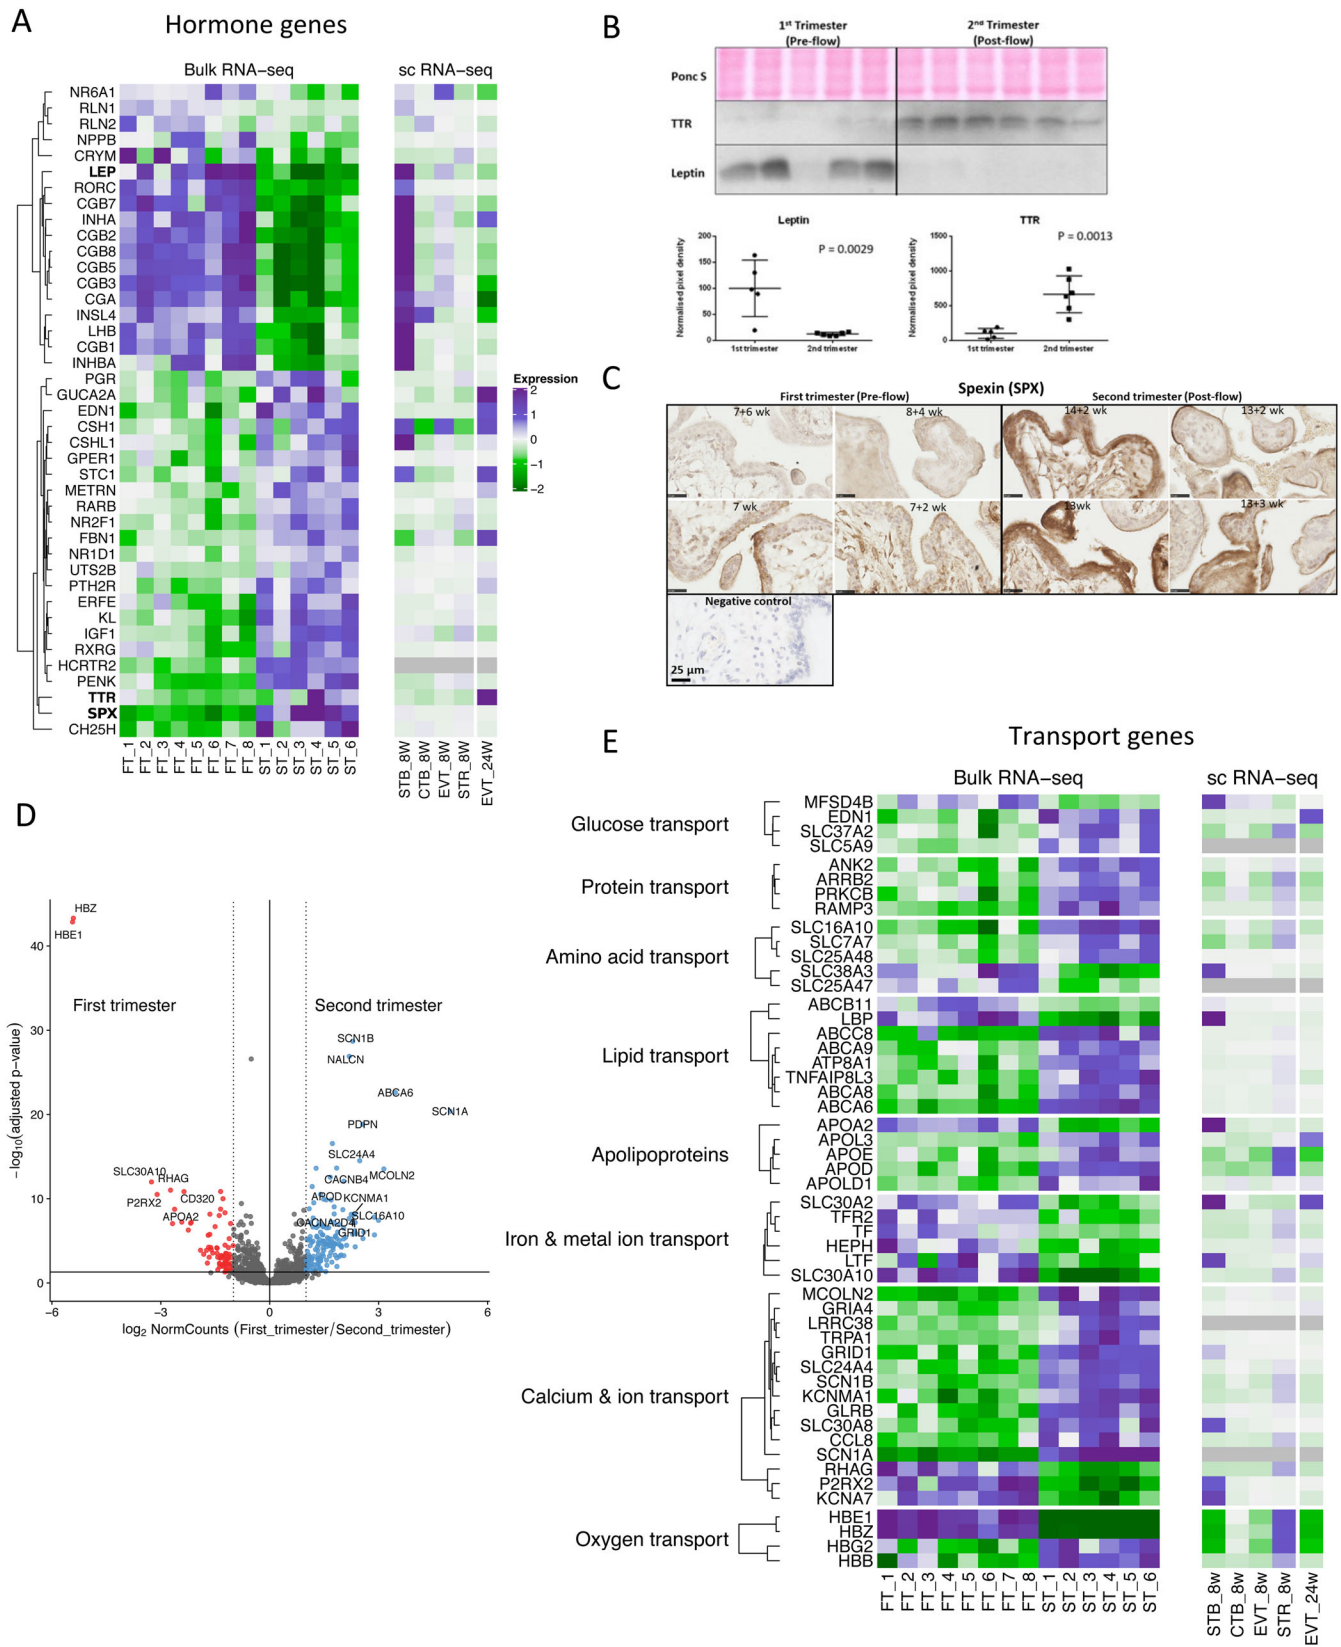 A
Hormone genes
Bulk RNA−seq
sc RNA−seq
NR6A1
RLN1
RLN2
NPPB
CRYM
LEP
RORC
CGB7
INHA
CGB2
CGB8
CGB5
CGB3
CGA
INSL4
LHB
CGB1
INHBA
PGR
GUCA2A
EDN1
CSH1
CSHL1
GPER1
STC1
METRN
RARB
NR2F1
FBN1
NR1D1
UTS2B
PTH2R
ERFE
KL
IGF1
RXRG
HCRTR2
PENK
TTR
SPX
CH25H
FT_1
FT_2
FT_3
FT_4
FT_5
FT_6
FT_7
FT_8
ST_1
ST_2
ST_3
ST_4
ST_5
ST_6
STB_8W
CTB_8W
EVT_8W
STR_8W
EVT_24W
Expression
2
1
0
−1
−2
B
1st Trimester
(Pre-flow)
2nd Trimester
(Post-flow)
Ponc S
TTR
Leptin
Leptin
Normalised pixel density
200
150
100
50
0
P = 0.0029
1st trimester
2nd trimester
TTR
Normalised pixel density
1500
1000
500
0
P = 0.0013
1st trimester
2nd trimester
C
Spexin (SPX)
First trimester (Pre-flow)
Second trimester (Post-flow)
7+6 wk
8+4 wk
14+2 wk
13+2 wk
7 wk
7+2 wk
13wk
13+3 wk
Negative control
25 µm
D
HBZ
HBE1
First trimester
Second trimester
SCN1B
NALCN
ABCA6
SCN1A
PDPN
SLC24A4
MCOLN2
CACNB4
APOD
KCNMA1
SLC16A10
CACNA2D4
GRID1
SLC30A10
RHAG
P2RX2
CD320
APOA2
−log10(adjusted p−value)
40
30
20
10
0
−6
−3
0
3
6
log2 NormCounts (First_trimester/Second_trimester)
E
Transport genes
Bulk RNA−seq
sc RNA−seq
Glucose transport
MFSD4B
EDN1
SLC37A2
SLC5A9
Protein transport
ANK2
ARRB2
PRKCB
RAMP3
Amino acid transport
SLC16A10
SLC7A7
SLC25A48
SLC38A3
SLC25A47
Lipid transport
ABCB11
LBP
ABCC8
ABCA9
ATP8A1
TNFAIP8L3
ABCA8
ABCA6
Apolipoproteins
APOA2
APOL3
APOE
APOD
APOLD1
Iron & metal ion transport
SLC30A2
TFR2
TF
HEPH
LTF
SLC30A10
Calcium & ion transport
MCOLN2
GRIA4
LRRC38
TRPA1
GRID1
SLC24A4
SCN1B
KCNMA1
GLRB
SLC30A8
CCL8
SCN1A
RHAG
P2RX2
KCNA7
Oxygen transport
HBE1
HBZ
HBG2
HBB
FT_1
FT_2
FT_3
FT_4
FT_5
FT_6
FT_7
FT_8
ST_1
ST_2
ST_3
ST_4
ST_5
ST_6
STB_8w
CTB_8w
EVT_8w
STR_8w
EVT_24w